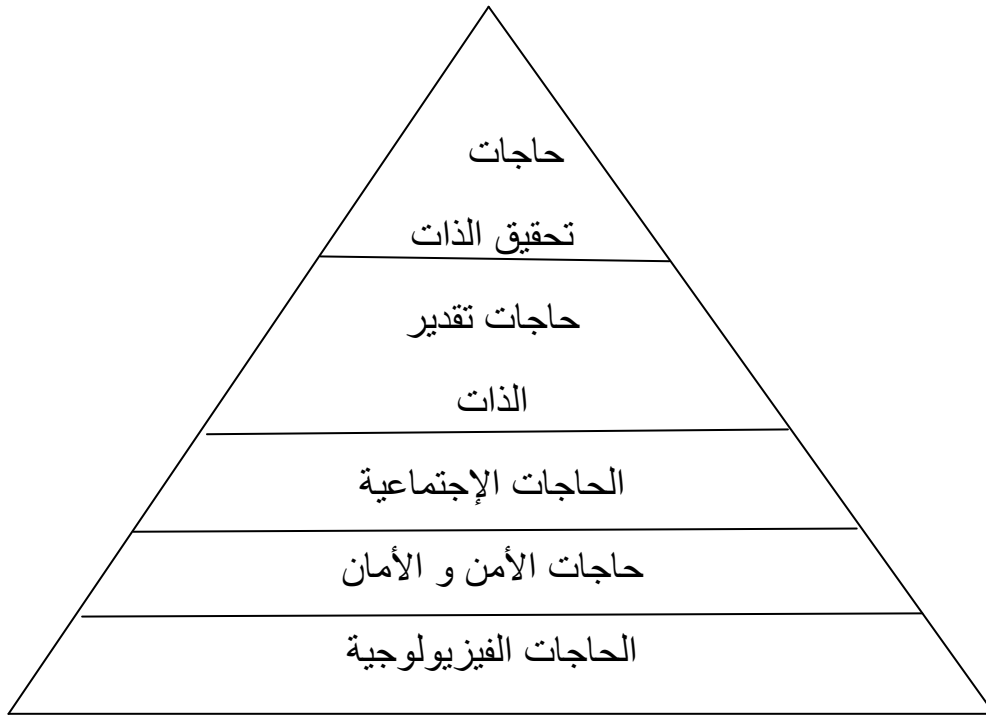 حاجات
تحقيق الذات
حاجات تقدير
الذات
الحاجات الإجتماعية
حاجات الأمن و الأمان
الحاجات الفيزيولوجية